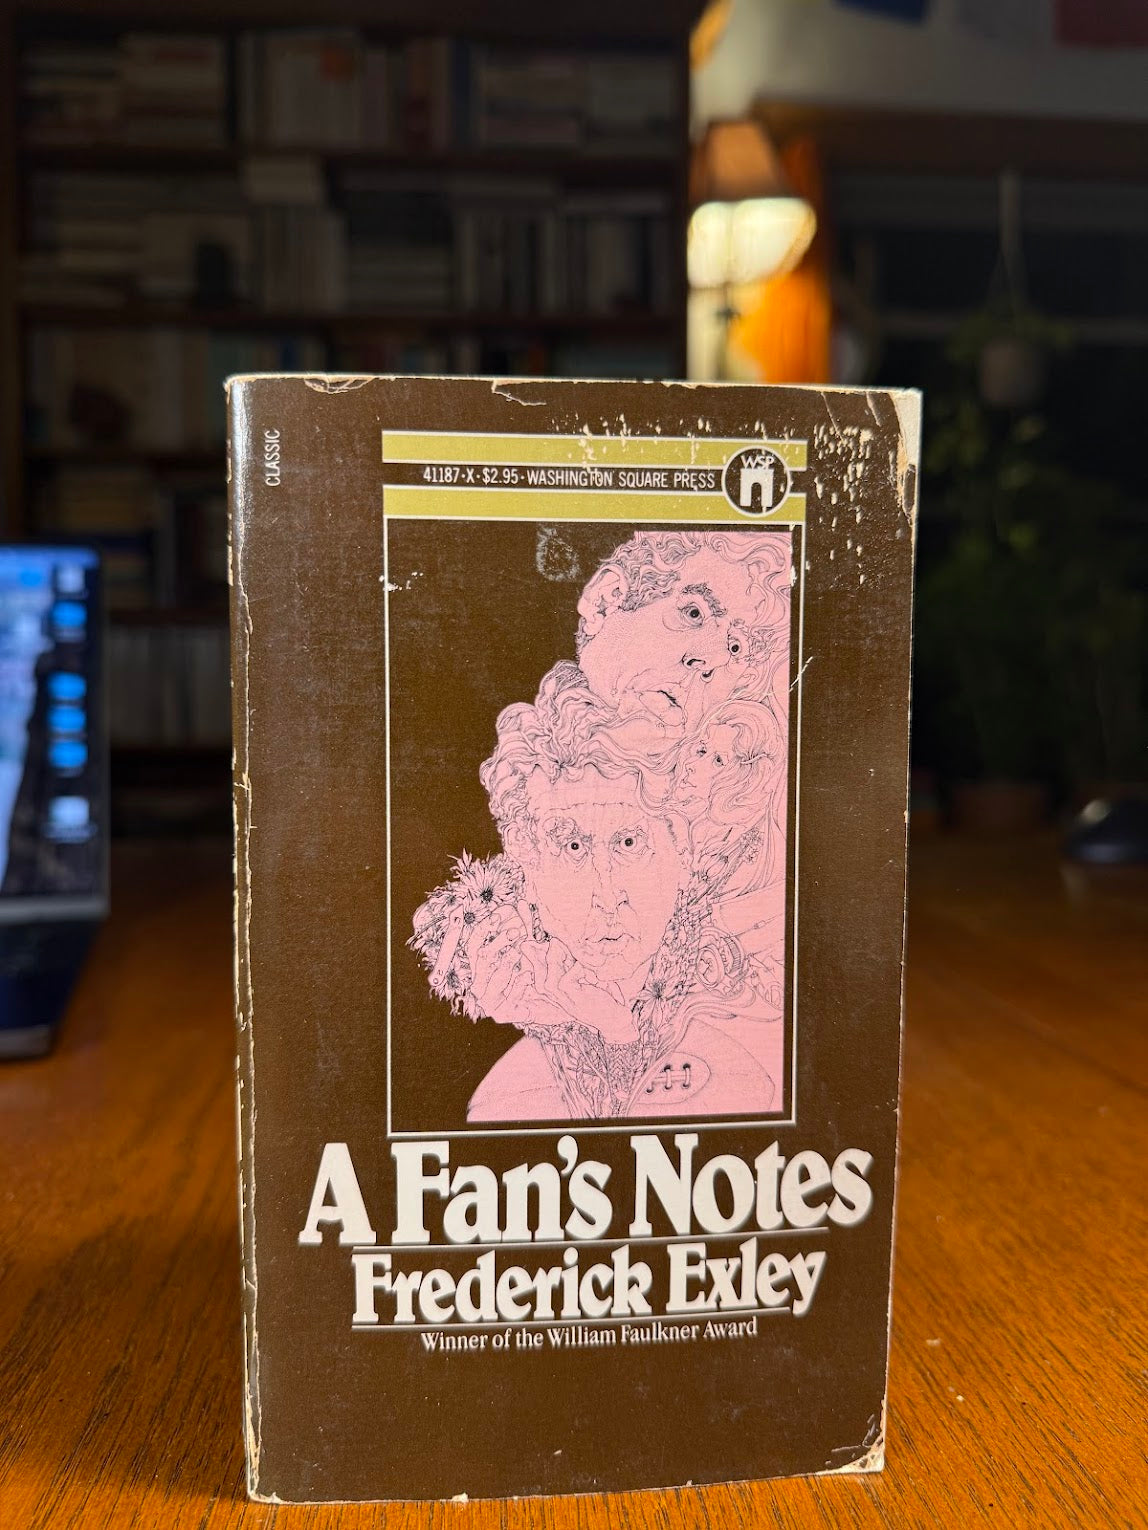 CLASSIC
41187·X·$2.95·WASHINGTON SQUARE PRESS
WSP
A Fan's Notes
Frederick Exley
Winner of the William Faulkner Award